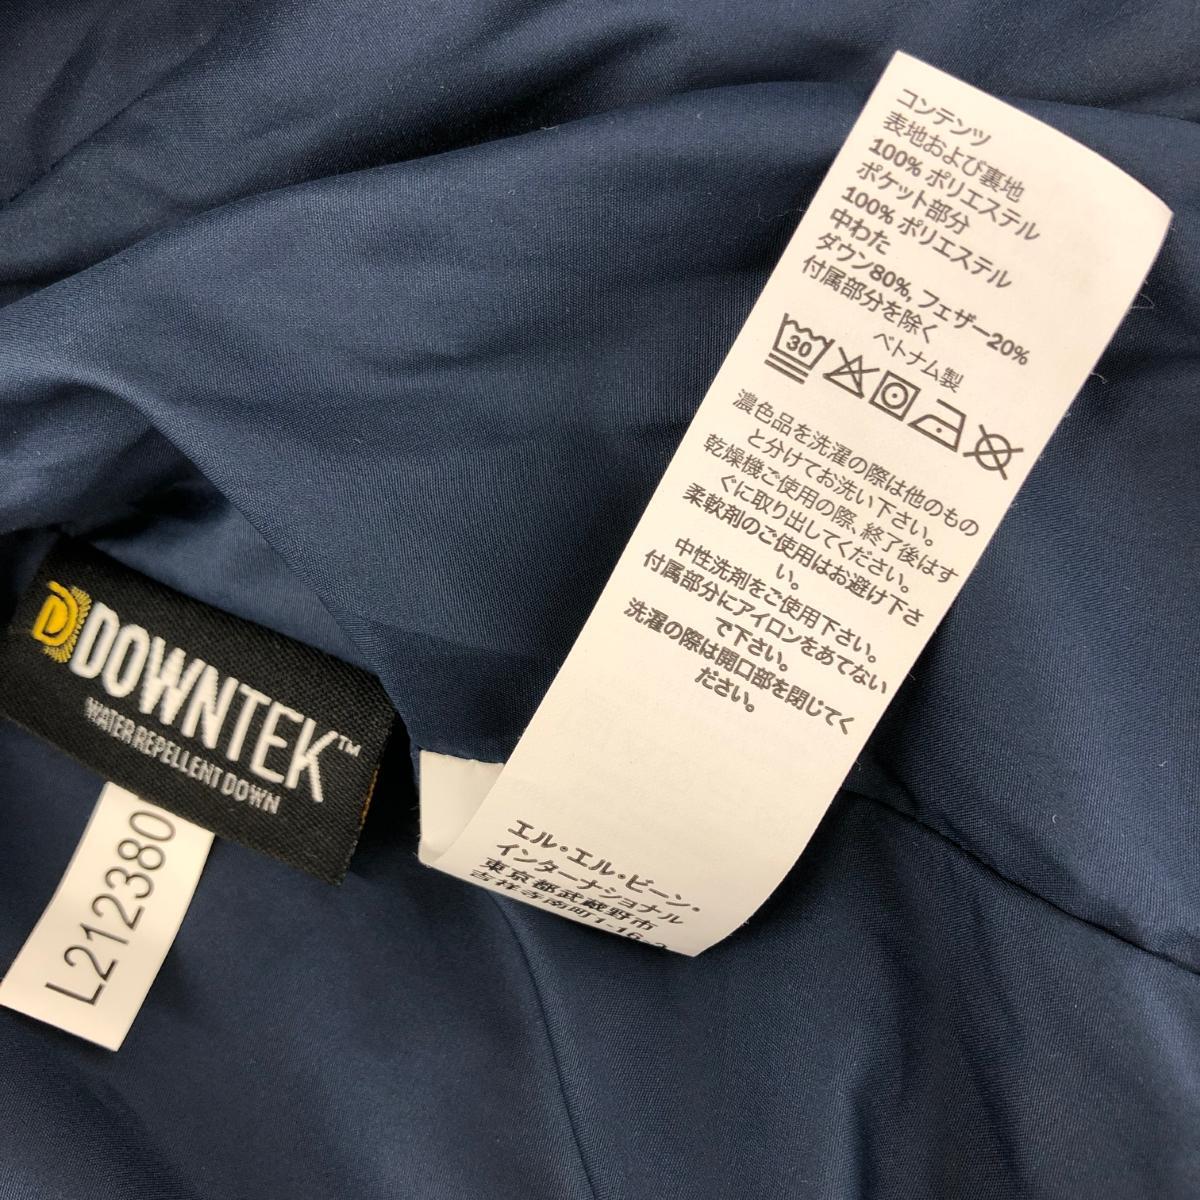 コンテンツ
表地および裏地
100% ポリエステル
ポケット部分
100% ポリエステル
中わた
ダウン80%, フェザー20%
付属部分を除く
ベトナム製
30
濃色品を洗濯の際は他のもの
と分けてお洗い下さい。
乾燥機ご使用の際、終了後はす
ぐに取り出してください。
柔軟剤のご使用はお避け下さ
い。
中性洗剤をご使用下さい。
付属部分にアイロンをあてない
で下さい。
洗濯の際は開口部を閉じてく
ださい。
エル・エル・ビーン・
インターナショナル
東京都武蔵野市
吉祥寺南町1-16-2
DOWNTEK™
WATER REPELLENT DOWN
L212380